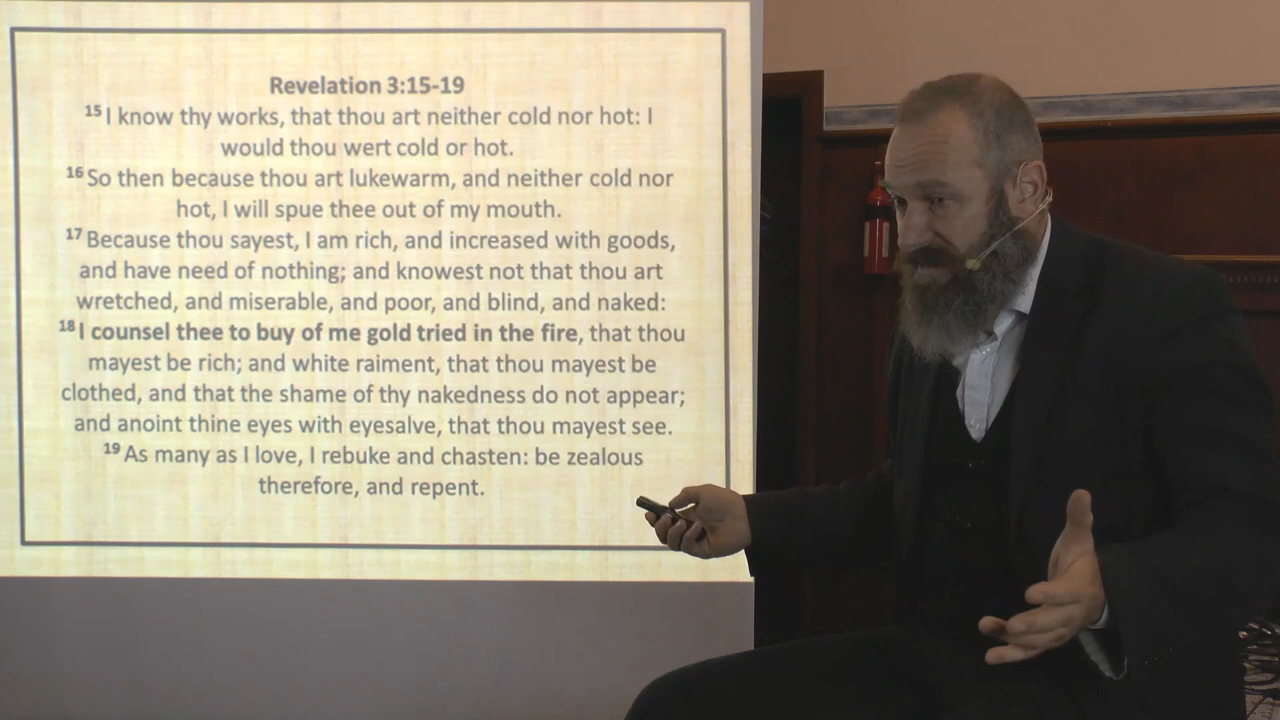 Revelation 3:15-19
15 I know thy works, that thou art neither cold nor hot: I
would thou wert cold or hot.
16 So then because thou art lukewarm, and neither cold nor
hot, I will spue thee out of my mouth.
17 Because thou sayest, I am rich, and increased with goods,
and have need of nothing; and knowest not that thou art
wretched, and miserable, and poor, and blind, and naked:
18 I counsel thee to buy of me gold tried in the fire, that thou
mayest be rich; and white raiment, that thou mayest be
clothed, and that the shame of thy nakedness do not appear;
and anoint thine eyes with eyesalve, that thou mayest see.
19 As many as I love, I rebuke and chasten: be zealous
therefore, and repent.